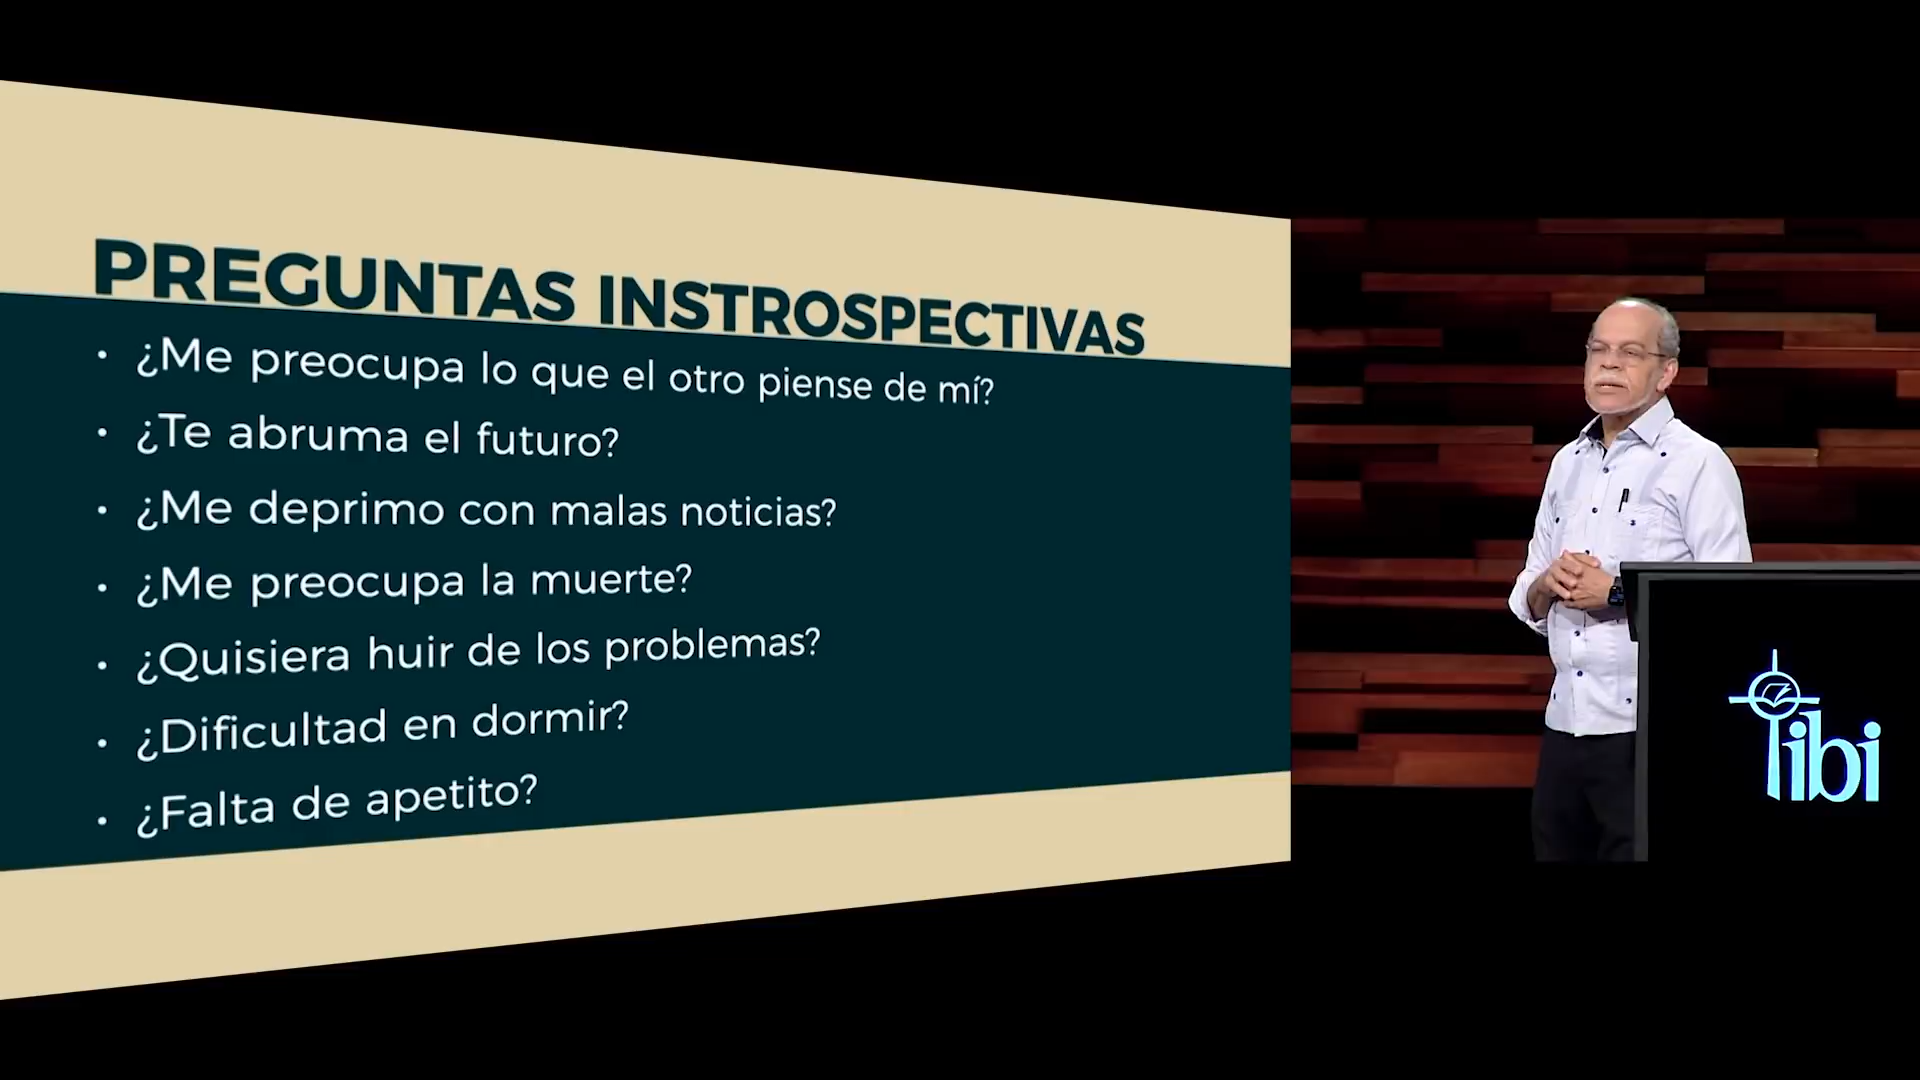 PREGUNTAS INSTROSPECTIVAS
• ¿Me preocupa lo que el otro piense de mí?
• ¿Te abruma el futuro?
• ¿Me deprimo con malas noticias?
• ¿Me preocupa la muerte?
• ¿Quisiera huir de los problemas?
• ¿Dificultad en dormir?
• ¿Falta de apetito?
ibi